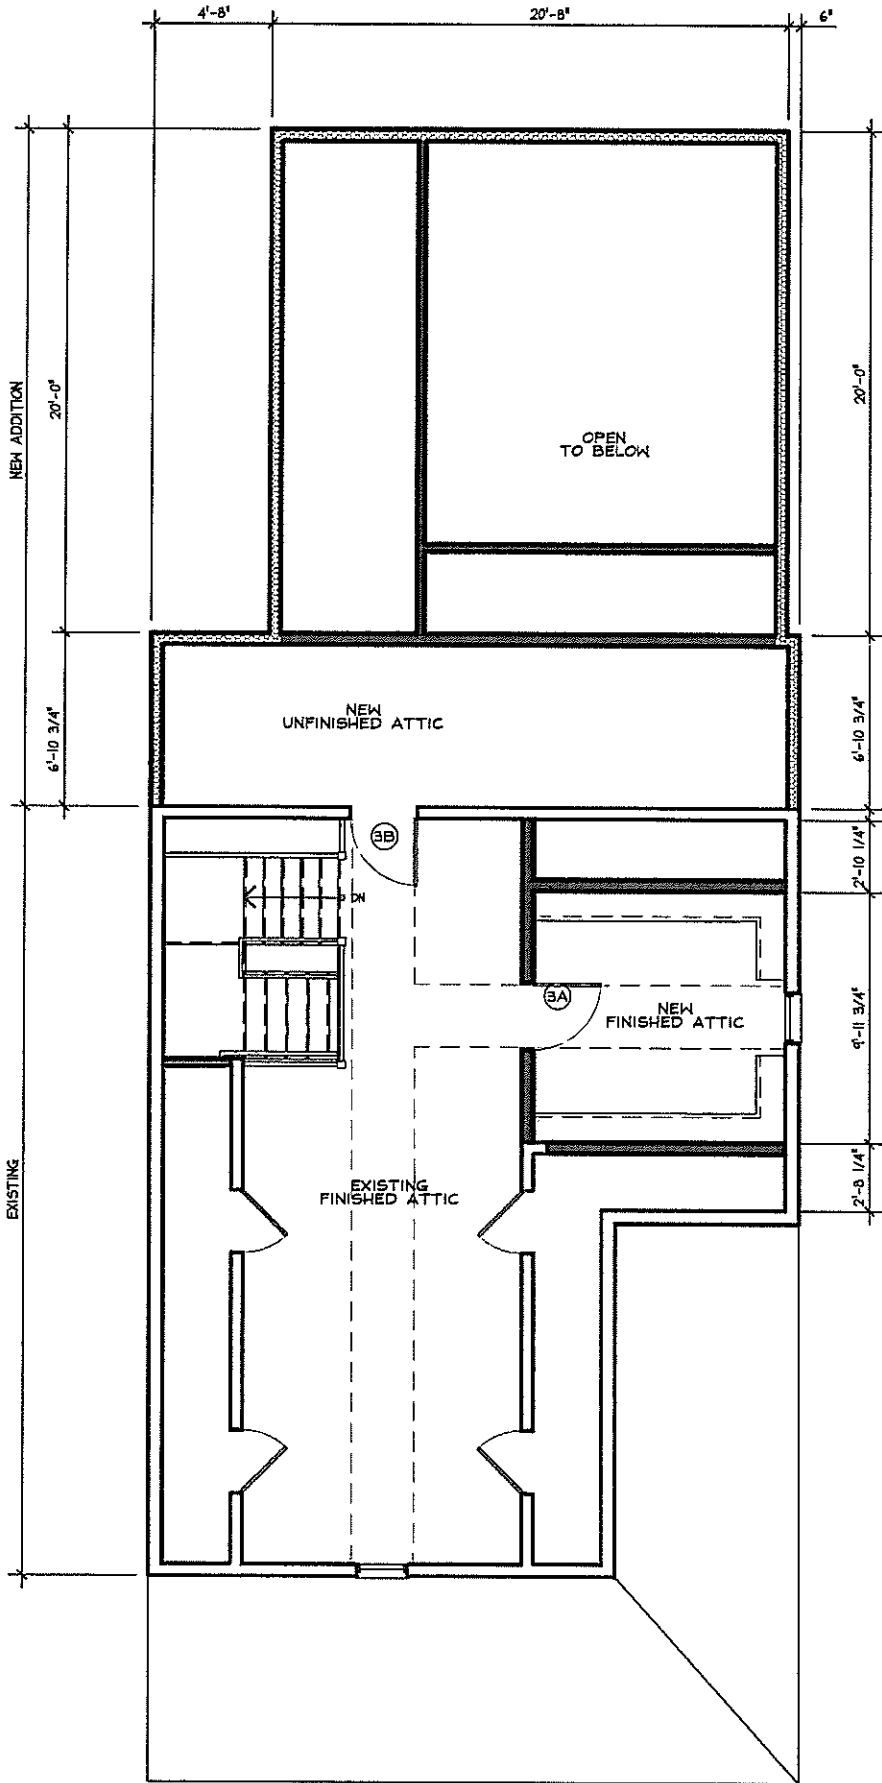 4'-8"
20'-8"
6"
NEW ADDITION
20'-0"
20'-0"
OPEN
TO BELOW
6'-10 3/4"
NEW
UNFINISHED ATTIC
6'-10 3/4"
3B
2'-10 1/4"
DN
3A
NEW
FINISHED ATTIC
9'-11 3/4"
EXISTING
EXISTING
FINISHED ATTIC
2'-8 1/4"